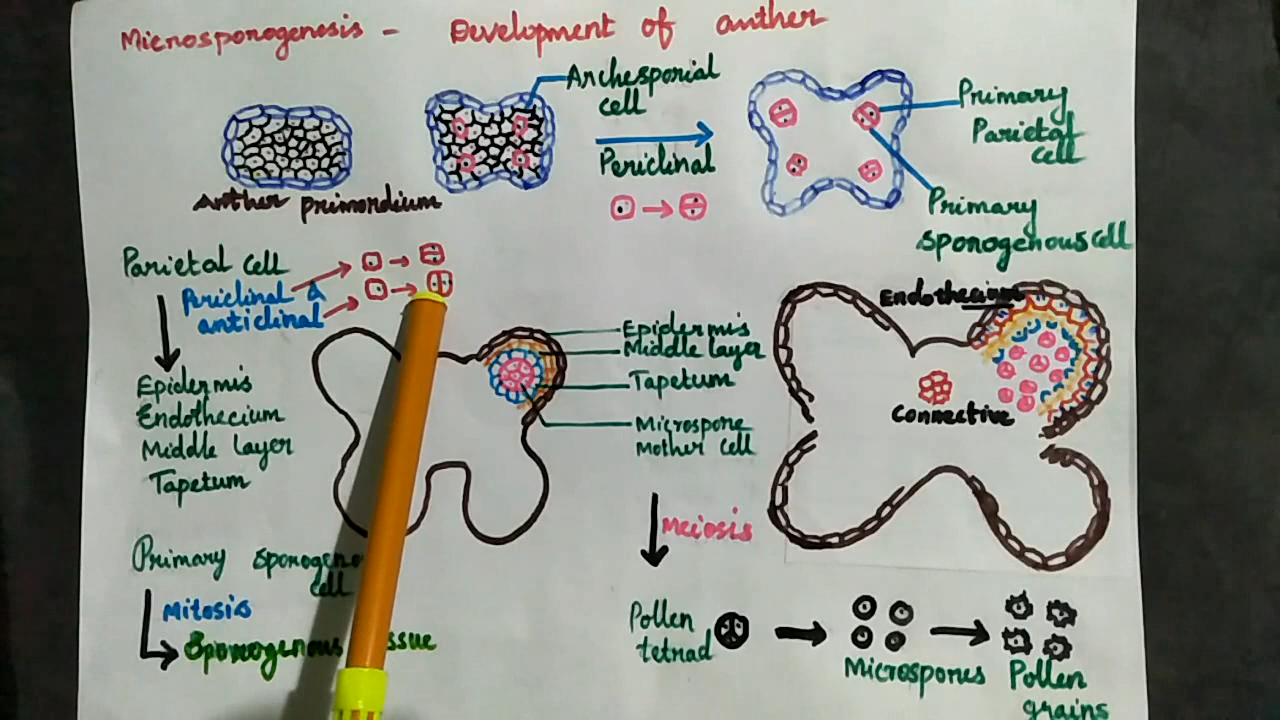 Microsporogenesis - Development of anther
Archesporial
cell
Periclinal
Primary
Parietal
cell
Primary
sporogenous cell
Anther primordium
Parietal cell
Periclinal &
anticlinal
Epidermis
Endothecium
Middle layer
Tapetum
Epidermis
Middle layer
Tapetum
Microspore
Mother cell
Endothecium
Connective
Meiosis
Primary
cell
Mitosis
Sporogenous
Pollen
tetrad
Microspores
Pollen
grains